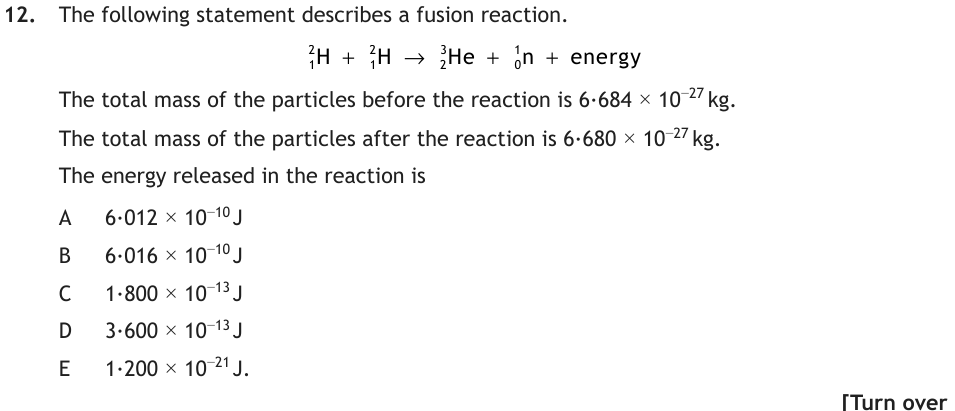 12. The following statement describes a fusion reaction.
²₁H + ²₁H → ³₂He + ¹₀n + energy
The total mass of the particles before the reaction is 6·684 × 10⁻²⁷ kg.
The total mass of the particles after the reaction is 6·680 × 10⁻²⁷ kg.
The energy released in the reaction is
A 6·012 × 10⁻¹⁰ J
B 6·016 × 10⁻¹⁰ J
C 1·800 × 10⁻¹³ J
D 3·600 × 10⁻¹³ J
E 1·200 × 10⁻²¹ J.
[Turn over